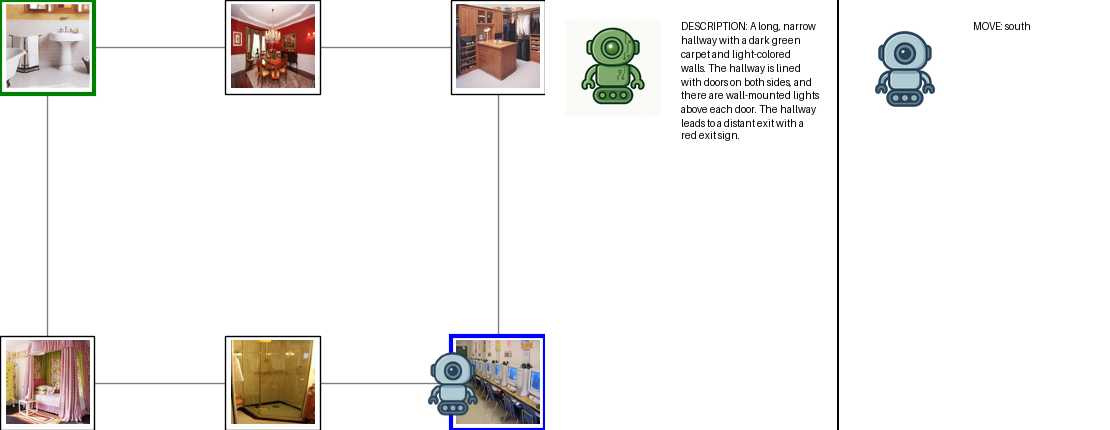 DESCRIPTION: A long, narrow
hallway with a dark green
carpet and light-colored
walls. The hallway is lined
with doors on both sides, and
there are wall-mounted lights
above each door. The hallway
leads to a distant exit with a
red exit sign.
MOVE: south